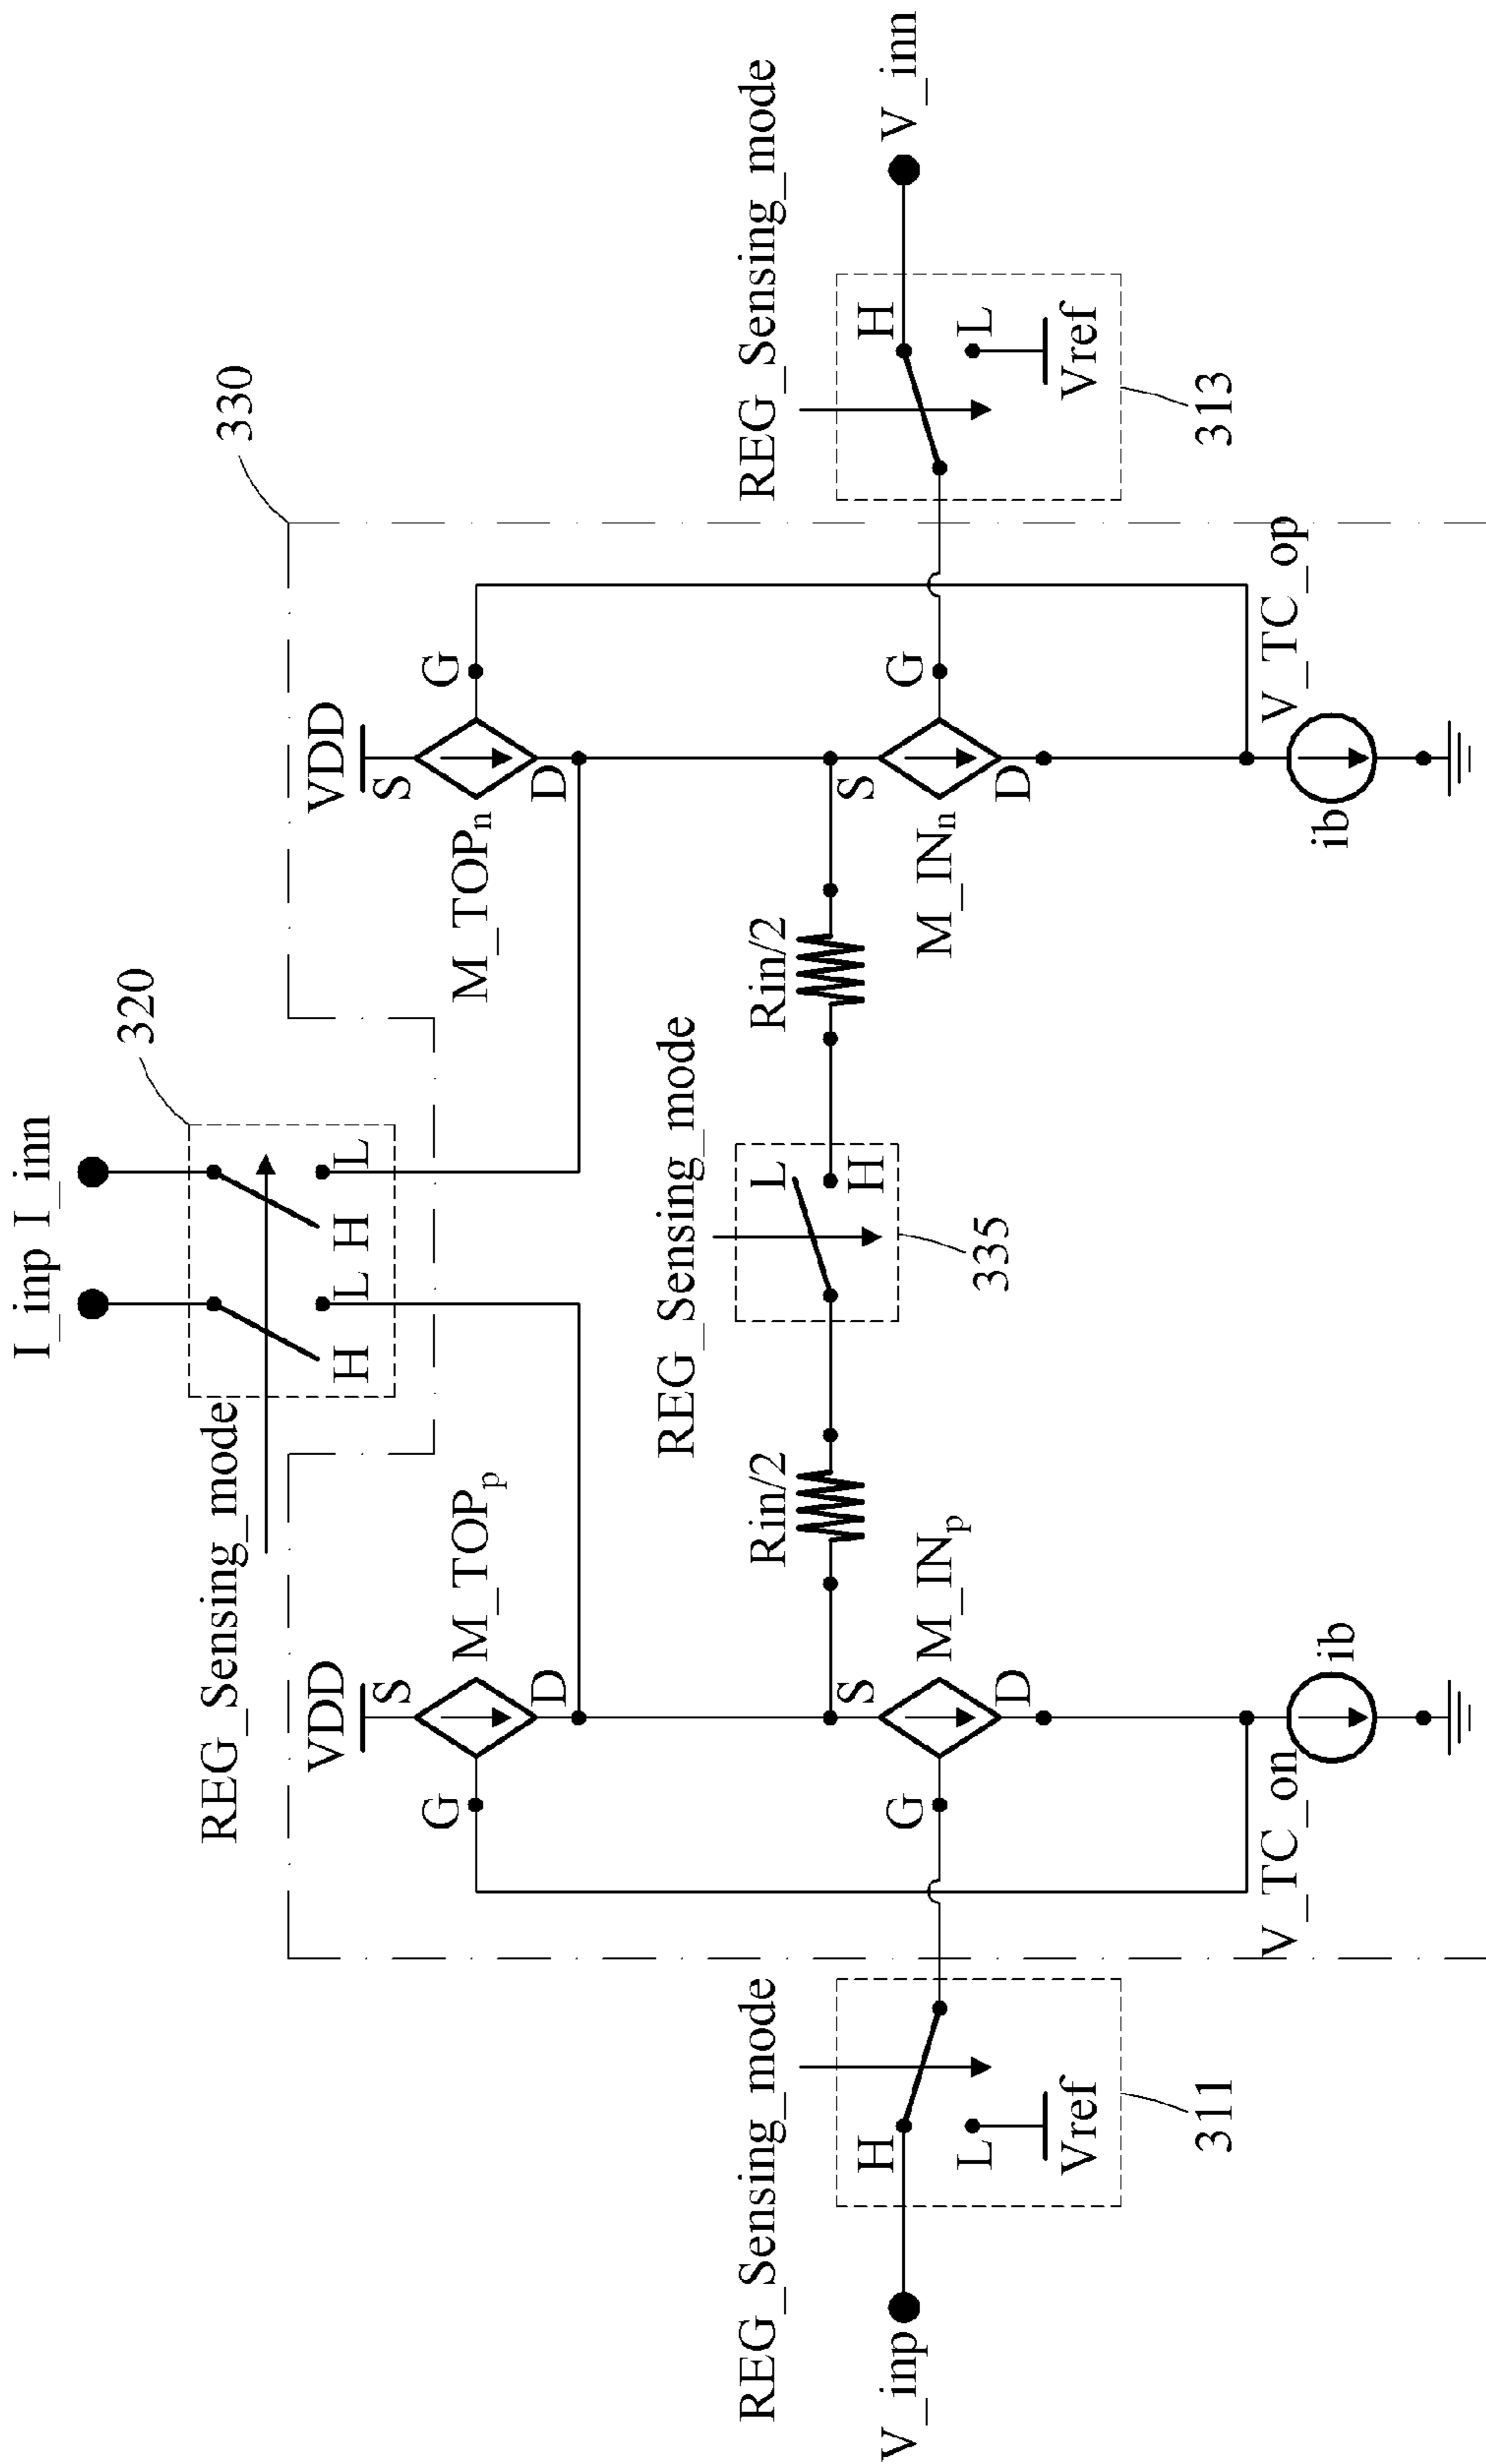 I_inp I_inn
320
REG_Sensing_mode
330
VDD
VDD
S
S
G
M_TOPp
M_TOPn
G
D
D
H
L
H
L
REG_Sensing_mode
REG_Sensing_mode
REG_Sensing_mode
Rin/2
L
Rin/2
H
V_inp
H
S
S
H
V_inn
G
M_INp
M_INn
G
L
D
D
L
335
Vref
Vref
311
313
V_TC_on
V_TC_op
ib
ib